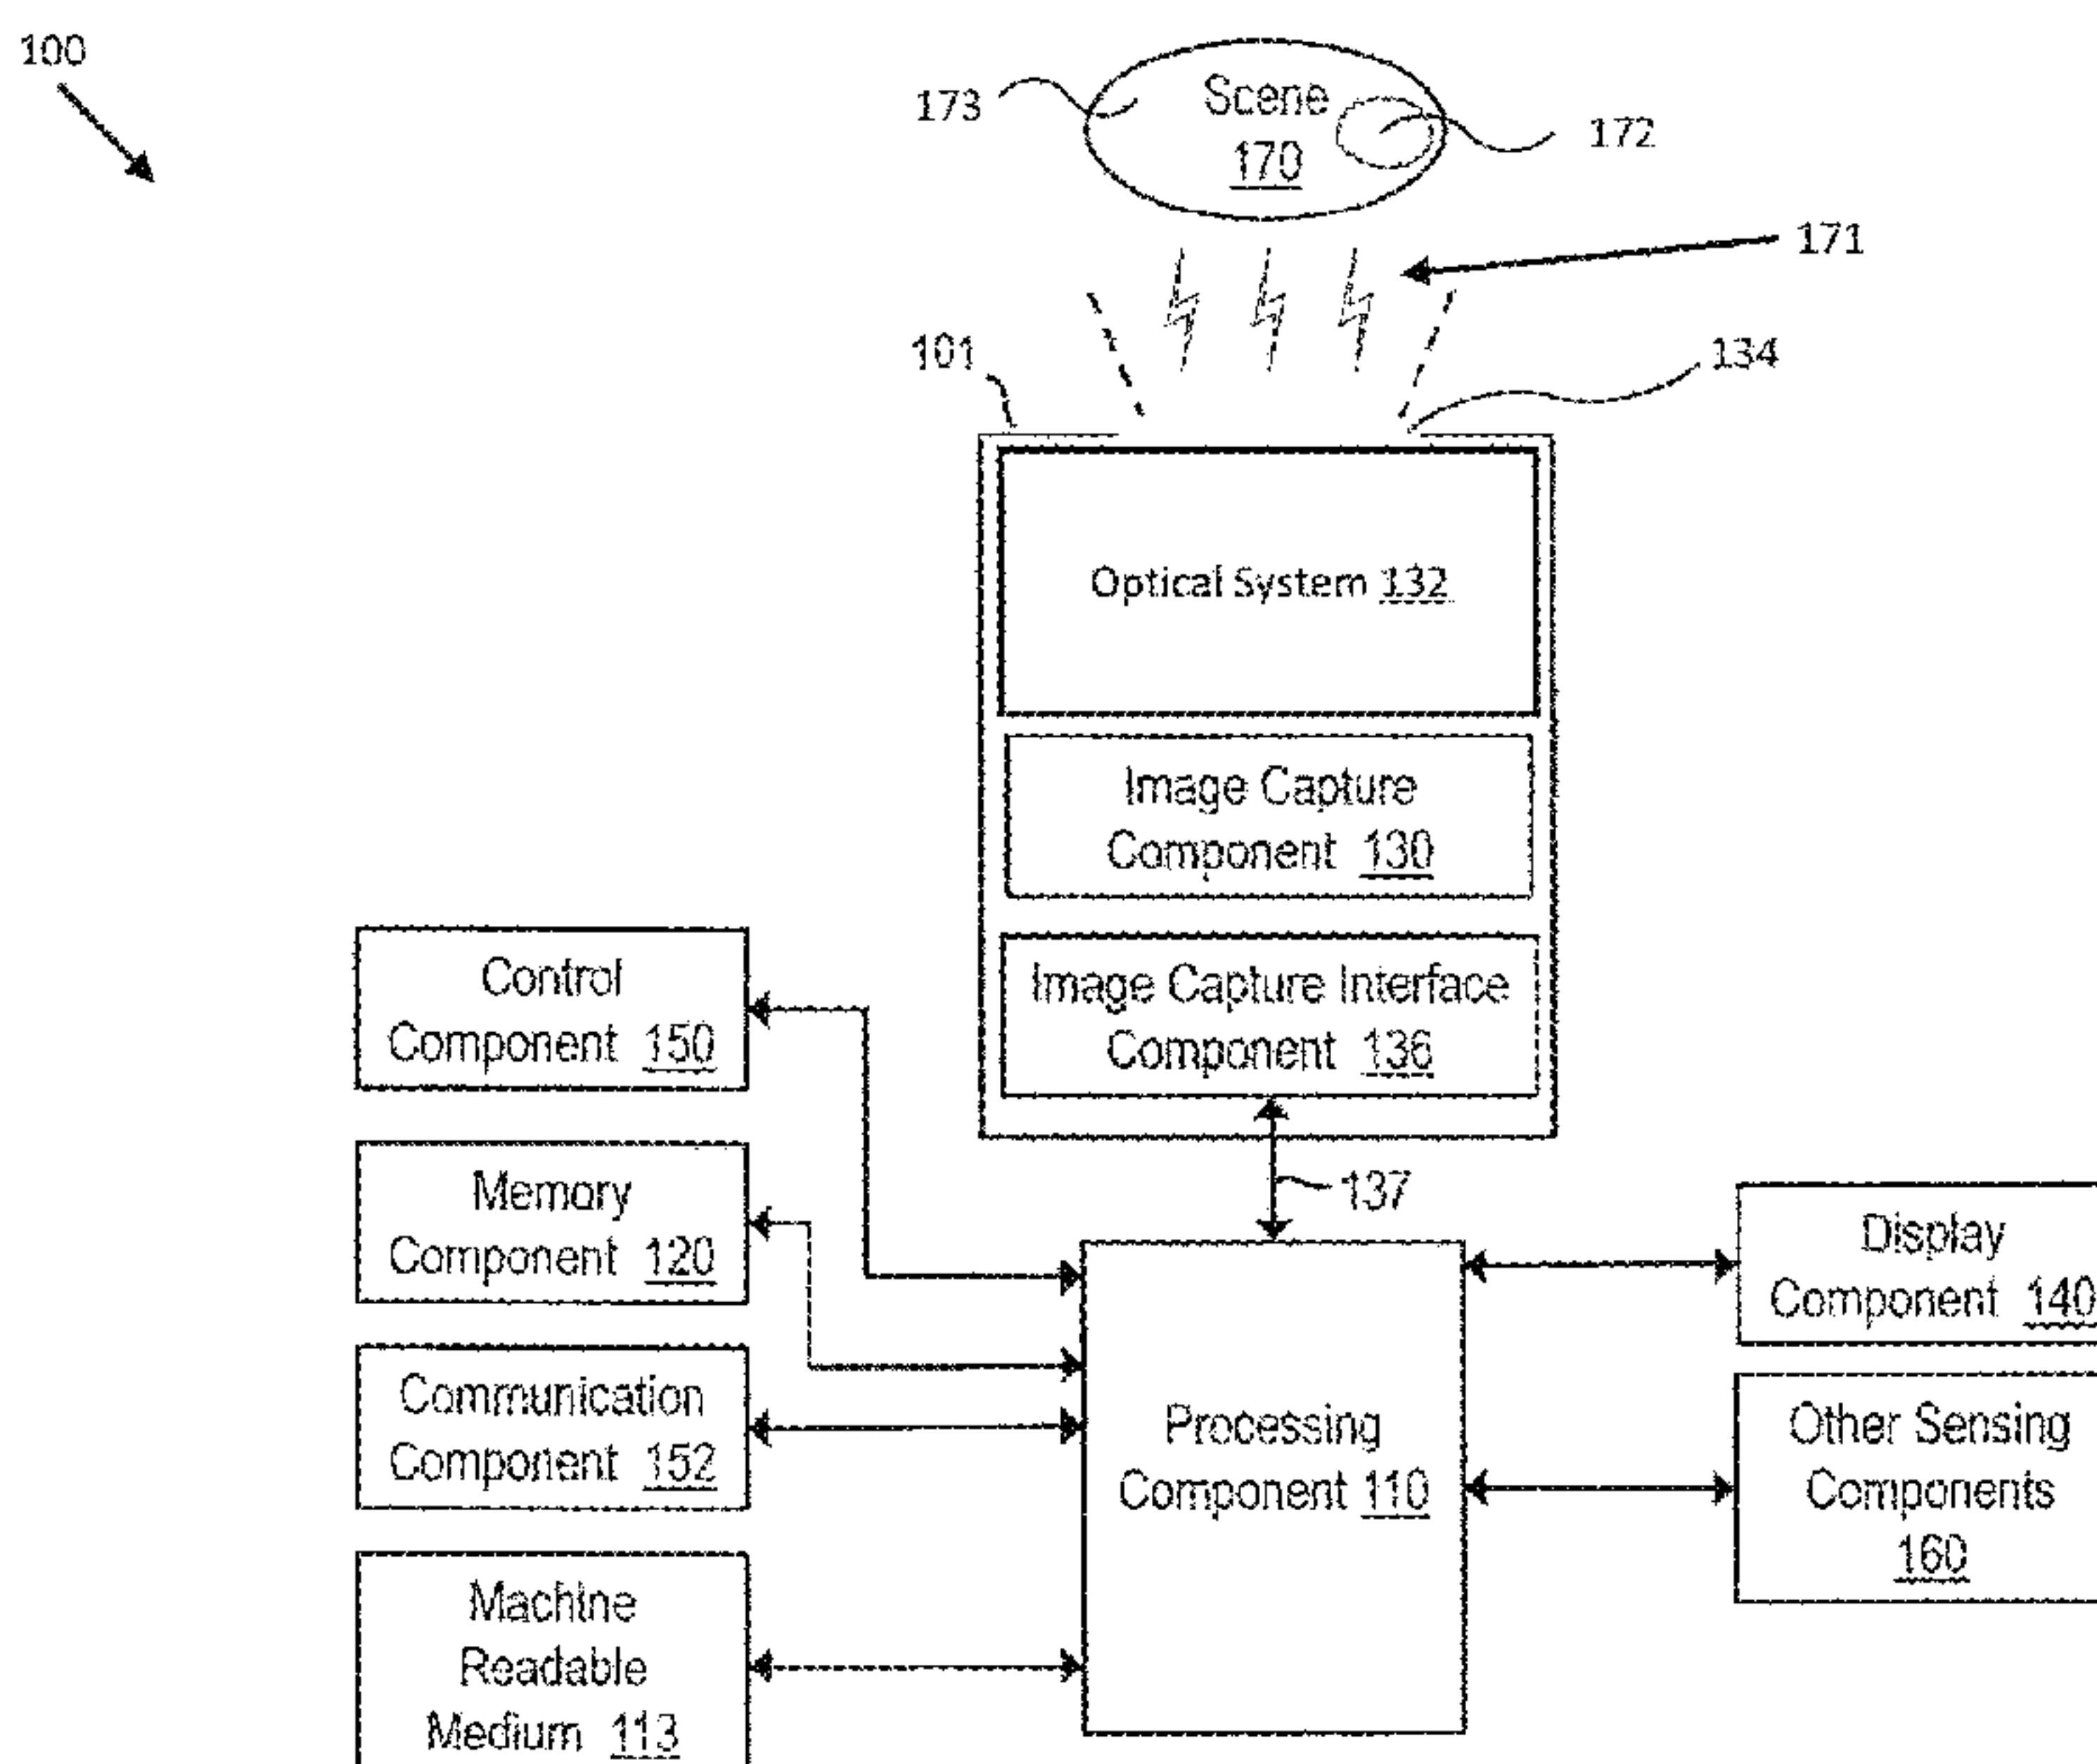 100
173
Scene
170
172
171
101
134
Optical System 132
Image Capture
Component 130
Control
Component 150
Image Capture Interface
Component 136
Memory
Component 120
137
Display
Component 140
Communication
Component 152
Processing
Component 110
Other Sensing
Components
160
Machine
Readable
Medium 113